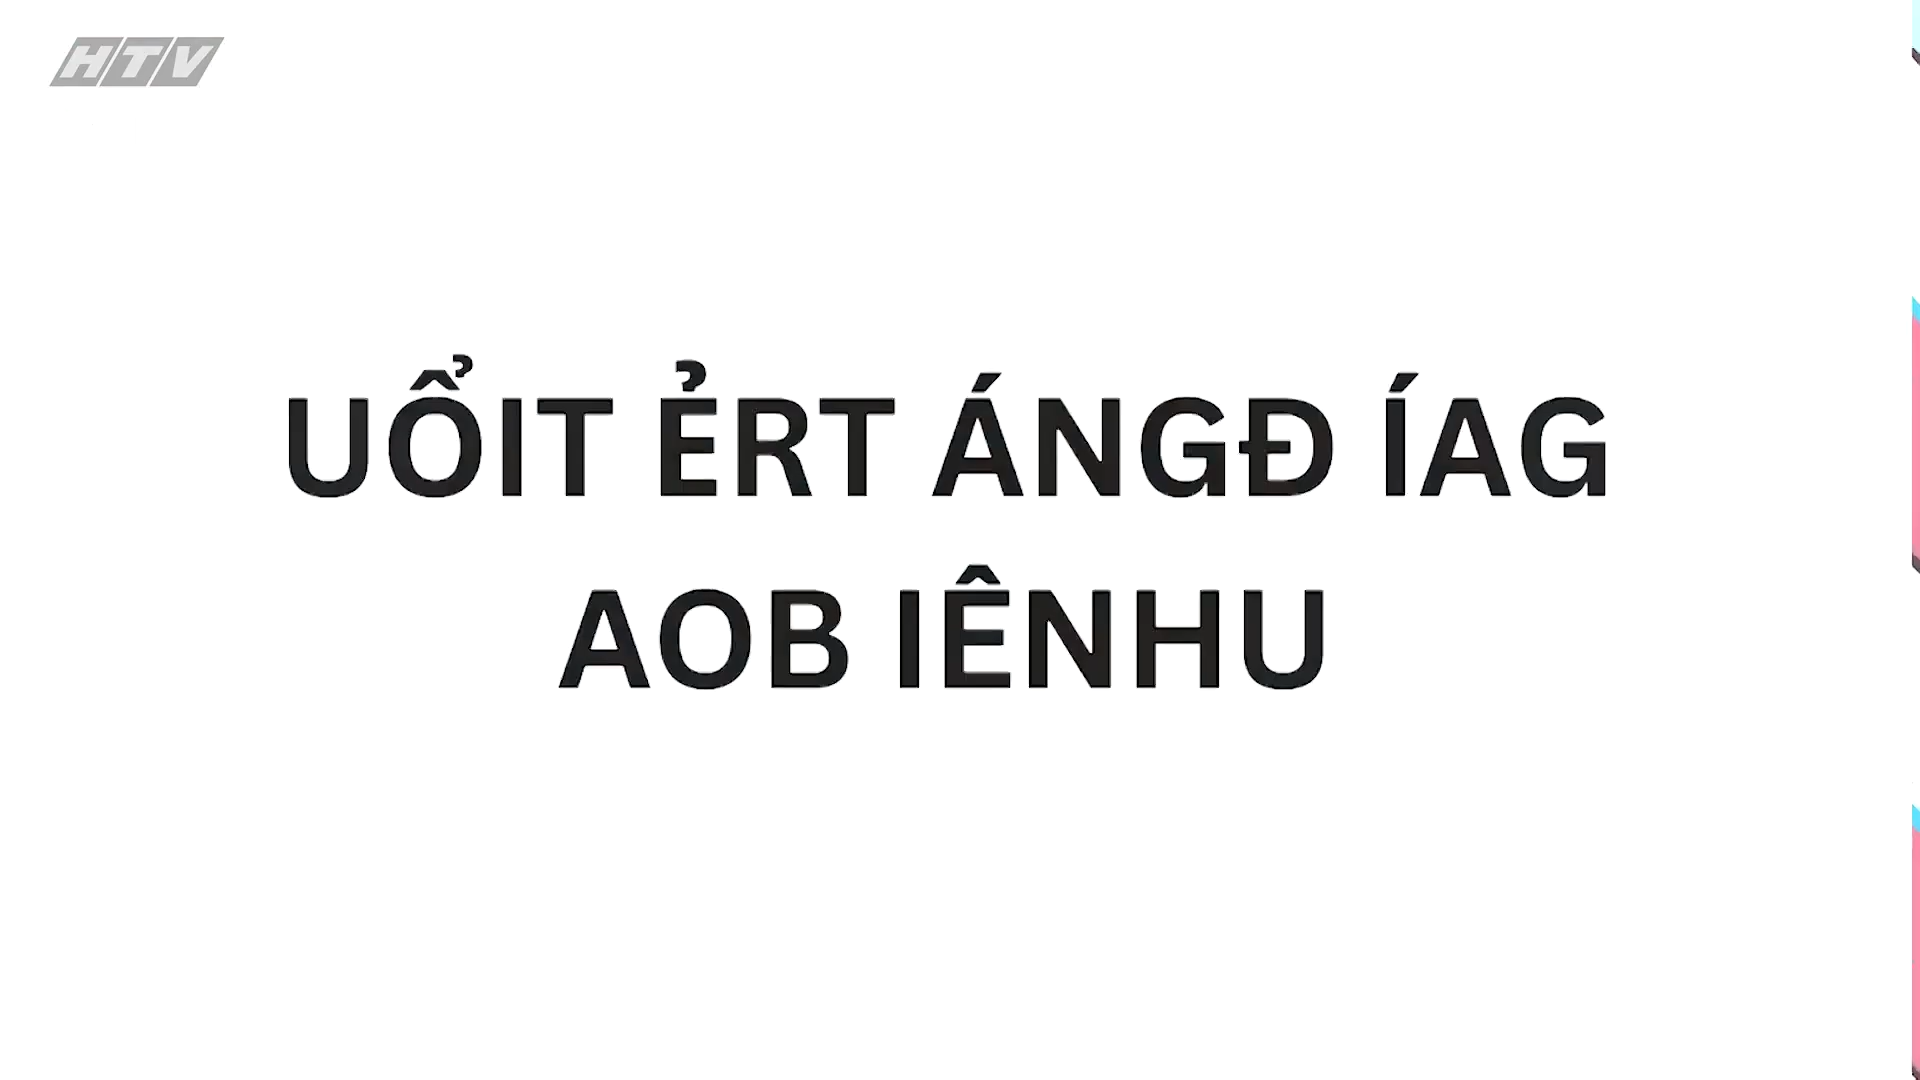 HTV
UỔIT ẺRT ÁNGĐ ÍAG
AOB IÊNHU